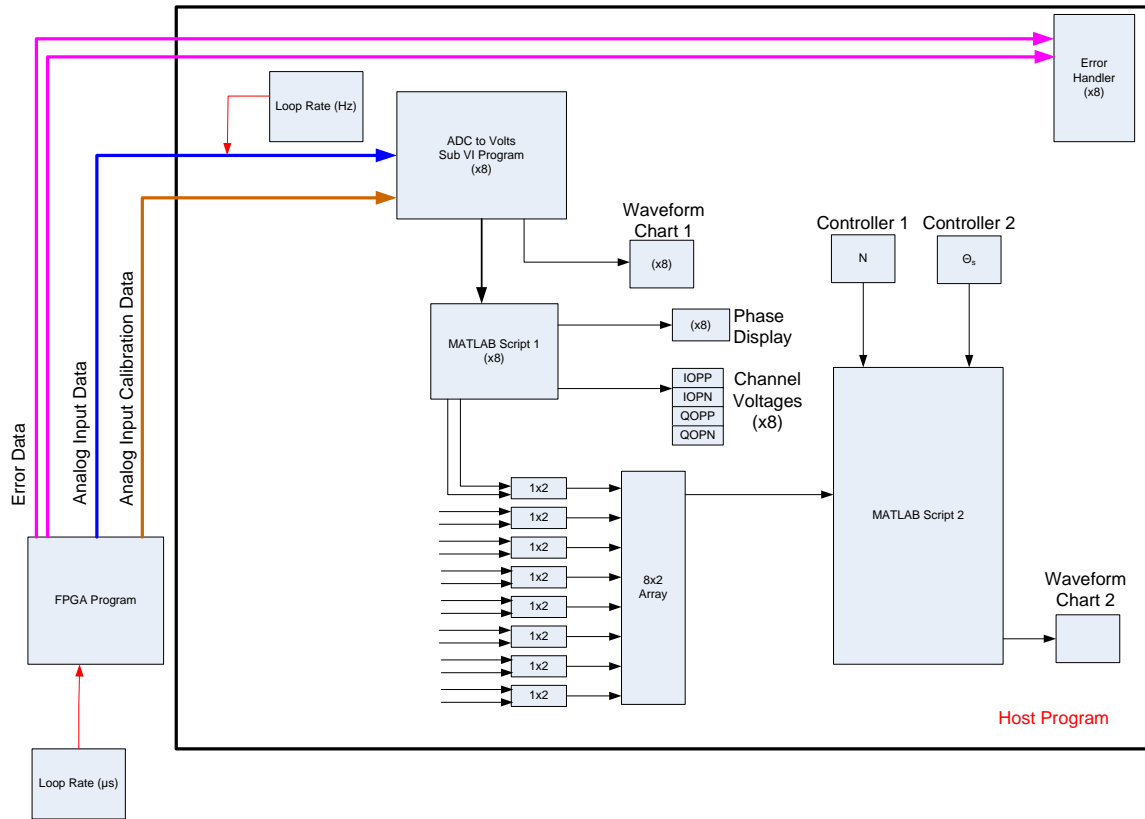 Error
Handler
(x8)
Loop Rate (Hz)
ADC to Volts
Sub VI Program
(x8)
Waveform
Chart 1
(x8)
Controller 1
N
Controller 2
Θs
MATLAB Script 1
(x8)
(x8)
Phase
Display
IOPP
IOPN
QOPP
QOPN
Channel
Voltages
(x8)
Error Data
Analog Input Data
Analog Input Calibration Data
1x2
1x2
1x2
1x2
1x2
1x2
1x2
1x2
8x2
Array
MATLAB Script 2
Waveform
Chart 2
FPGA Program
Host Program
Loop Rate (µs)